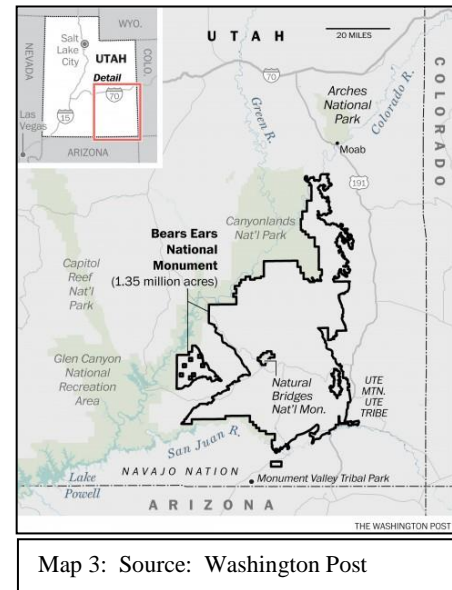 WYO.
NEVADA
Salt
Lake
City
UTAH
COLO.
Detail
70
15
Las
Vegas
ARIZONA
UTAH
20 MILES
70
Green R.
Arches
National
Park
Colorado R.
COLORADO
Moab
191
Canyonlands
Nat'l Park
Bears Ears
National
Monument
(1.35 million acres)
Capitol
Reef
Nat'l
Park
Glen Canyon
National
Recreation
Area
Natural
Bridges
Nat'l Mon.
UTE
MTN.
UTE
TRIBE
San Juan R.
NAVAJO NATION
Lake
Powell
Monument Valley Tribal Park
ARIZONA
THE WASHINGTON POST
Map 3: Source: Washington Post